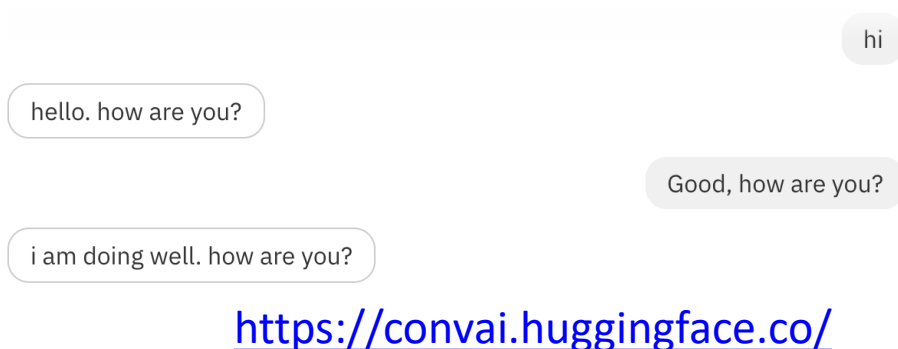 hi
hello. how are you?
Good, how are you?
i am doing well. how are you?
https://convai.huggingface.co/